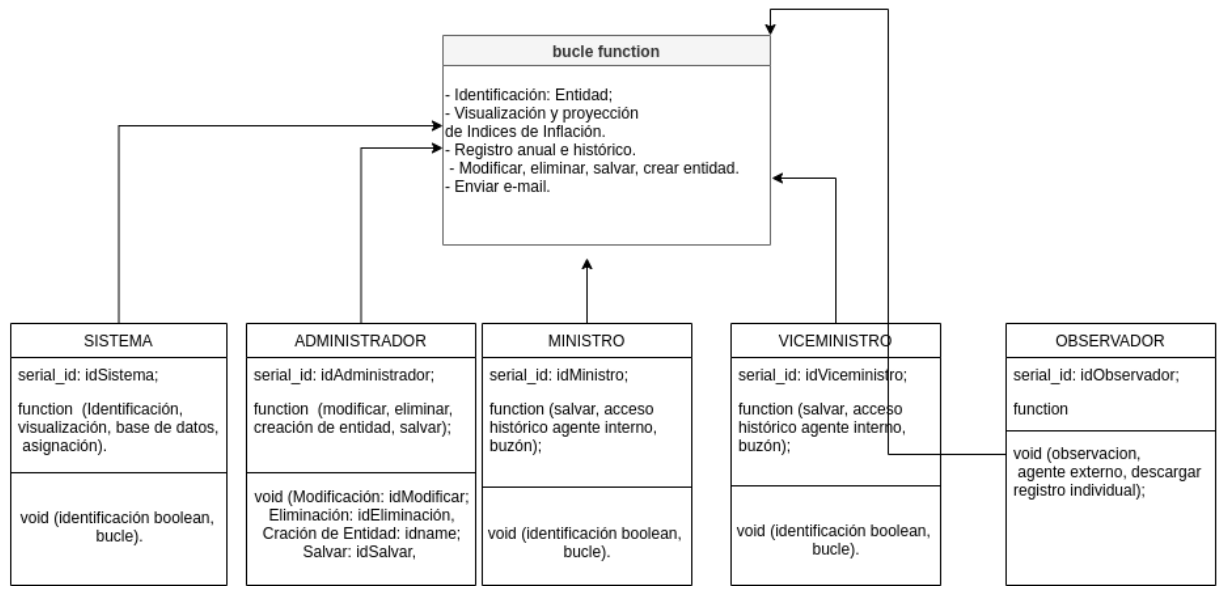 bucle function
- Identificación: Entidad;
- Visualización y proyección
de Indices de Inflación.
- Registro anual e histórico.
- Modificar, eliminar, salvar, crear entidad.
- Enviar e-mail.
SISTEMA
serial_id: idSistema;
function (Identificación,
visualización, base de datos,
asignación).
void (identificación boolean,
bucle).
ADMINISTRADOR
serial_id: idAdministrador;
function (modificar, eliminar,
creación de entidad, salvar);
void (Modificación: idModificar;
Eliminación: idEliminación,
Cración de Entidad: idname;
Salvar: idSalvar,
MINISTRO
serial_id: idMinistro;
function (salvar, acceso
histórico agente interno,
buzón);
void (identificación boolean,
bucle).
VICEMINISTRO
serial_id: idViceministro;
function (salvar, acceso
histórico agente interno,
buzón);
void (identificación boolean,
bucle).
OBSERVADOR
serial_id: idObservador;
function
void (observacion,
agente externo, descargar
registro individual);